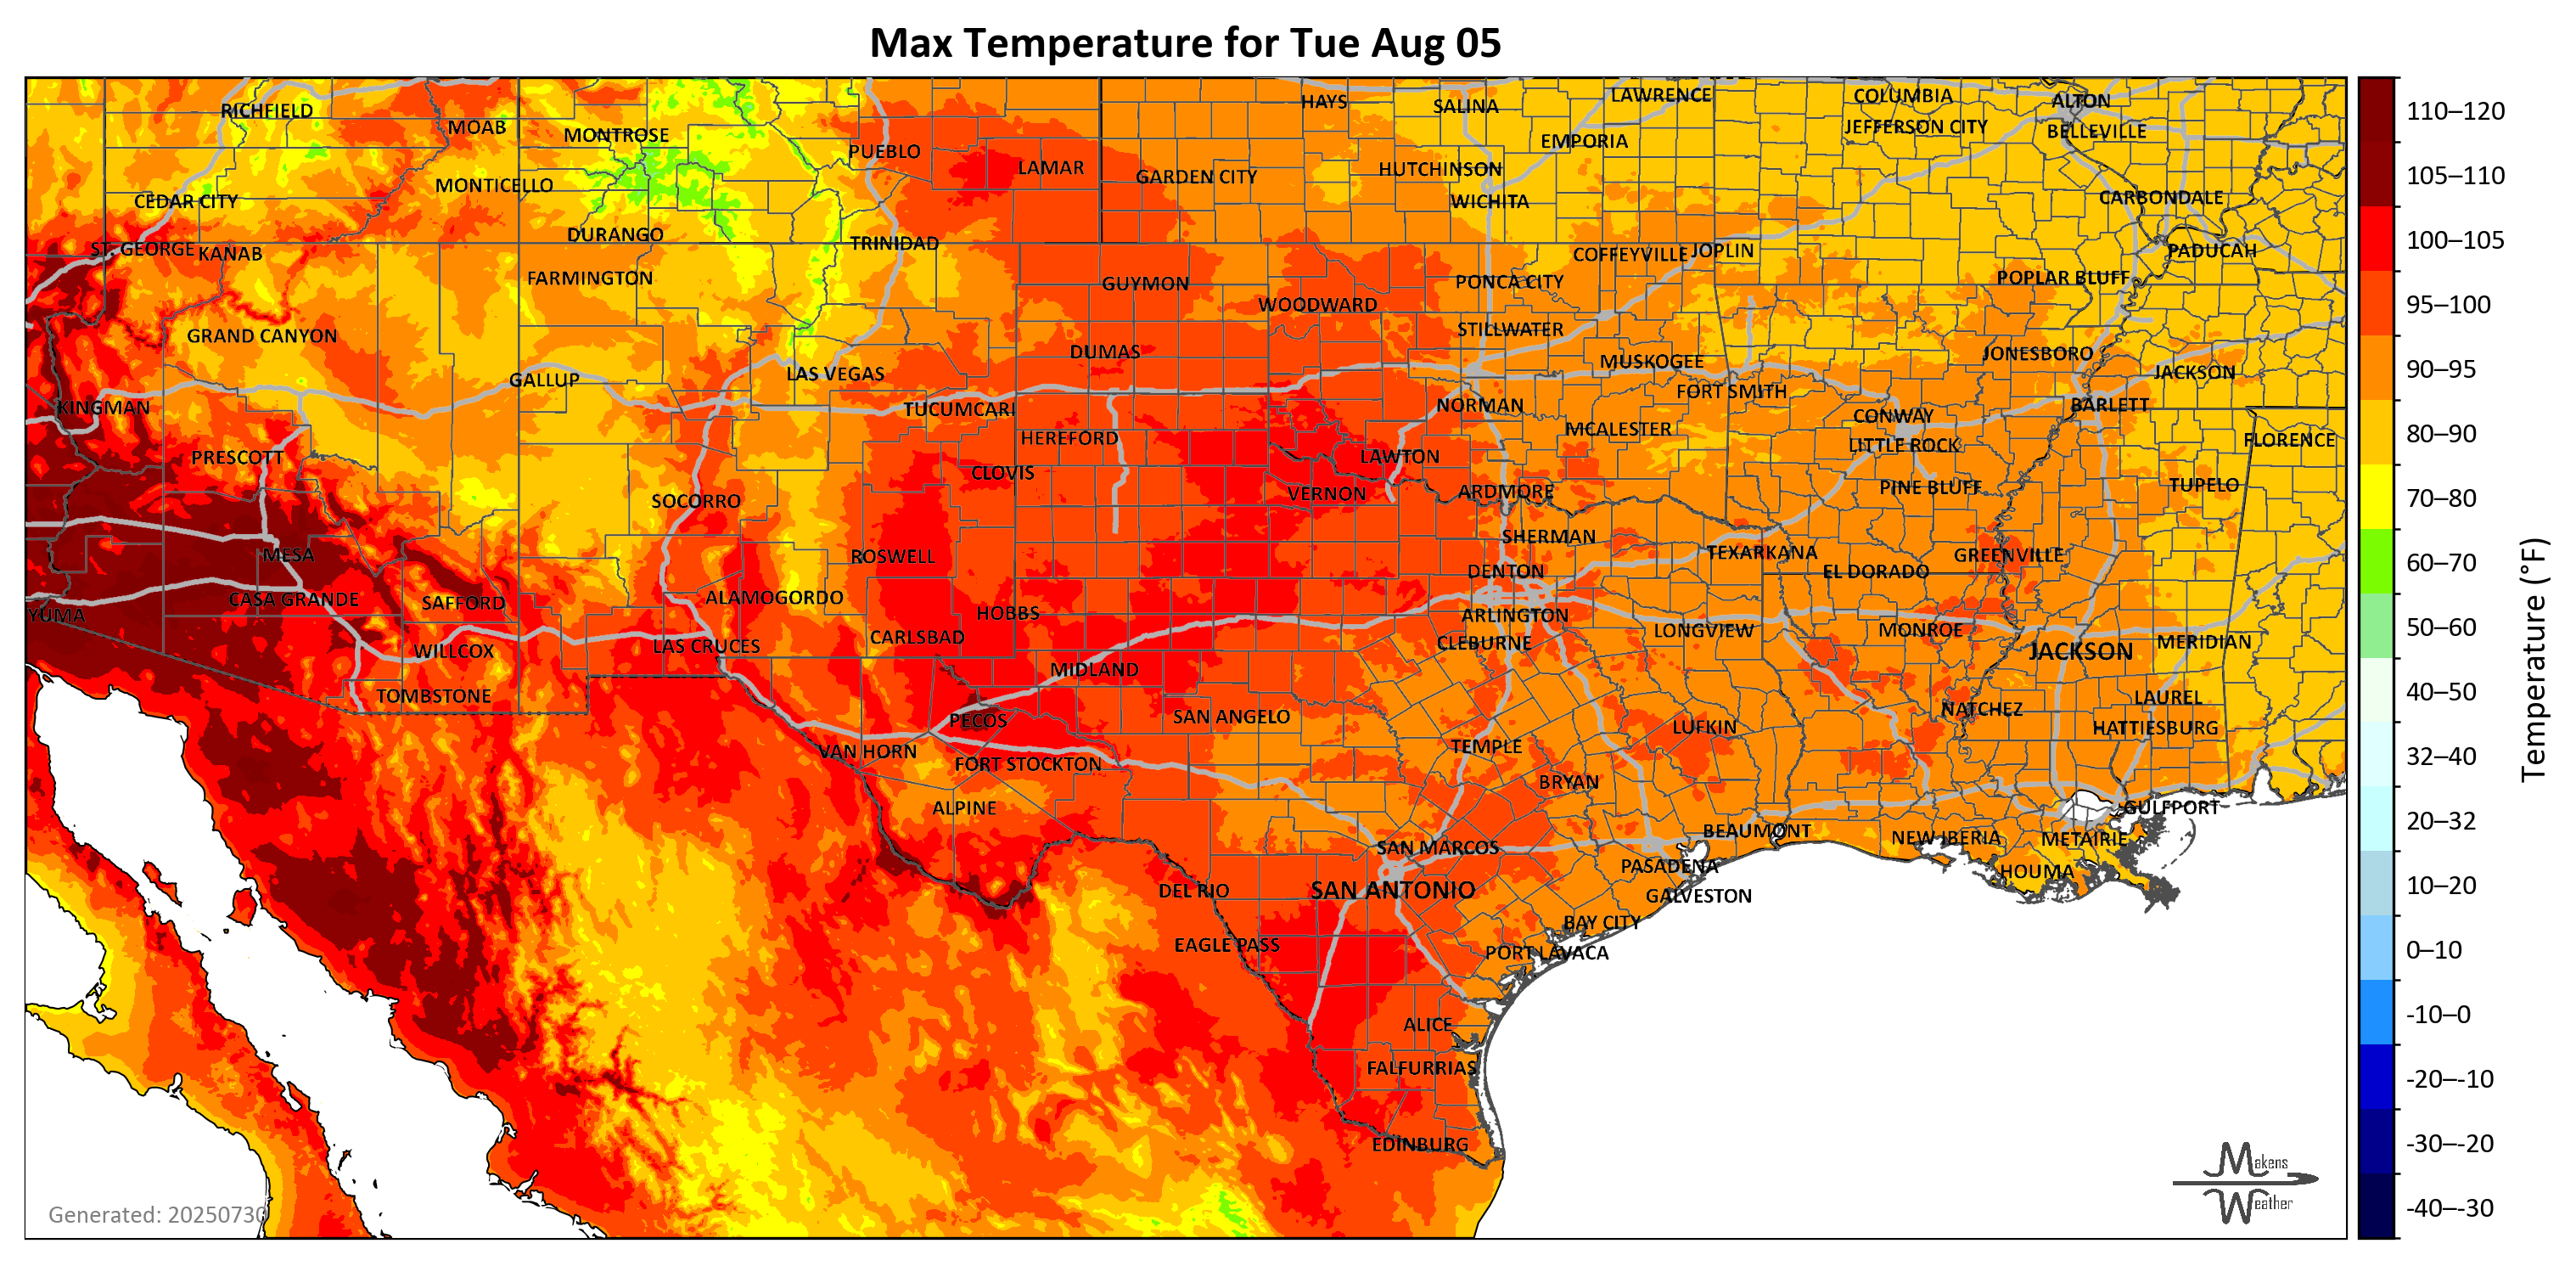 Max Temperature for Tue Aug 05
RICHFIELD
MOAB
MONTROSE
PUEBLO
LAMAR
HAYS
SALINA
LAWRENCE
COLUMBIA
ALTON
JEFFERSON CITY
BELLEVILLE
EMPORIA
HUTCHINSON
GARDEN CITY
MONTICELLO
CEDAR CITY
WICHITA
CARBONDALE
DURANGO
TRINIDAD
ST. GEORGE
KANAB
COFFEYVILLE
JOPLIN
PADUCAH
FARMINGTON
GUYMON
PONCA CITY
POPLAR BLUFF
WOODWARD
GRAND CANYON
STILLWATER
DUMAS
MUSKOGEE
JONESBORO
GALLUP
LAS VEGAS
JACKSON
FORT SMITH
KINGMAN
TUCUMCARI
NORMAN
BARLETT
CONWAY
HEREFORD
MCALESTER
LITTLE ROCK
FLORENCE
PRESCOTT
CLOVIS
LAWTON
SOCORRO
VERNON
ARDMORE
PINE BLUFF
TUPELO
SHERMAN
MESA
ROSWELL
TEXARKANA
GREENVILLE
DENTON
EL DORADO
CASA GRANDE
SAFFORD
ALAMOGORDO
YUMA
HOBBS
ARLINGTON
CARLSBAD
LONGVIEW
MONROE
LAS CRUCES
WILLCOX
CLEBURNE
JACKSON
MERIDIAN
MIDLAND
TOMBSTONE
LAUREL
PECOS
SAN ANGELO
NATCHEZ
LUFKIN
HATTIESBURG
VAN HORN
TEMPLE
FORT STOCKTON
BRYAN
ALPINE
GULFPORT
BEAUMONT
NEW IBERIA
METAIRIE
SAN MARCOS
PASADENA
HOUMA
DEL RIO
SAN ANTONIO
GALVESTON
BAY CITY
EAGLE PASS
PORT LAVACA
ALICE
FALFURRIAS
EDINBURG
Generated: 20250730
Makens
Weather
110–120
105–110
100–105
95–100
90–95
80–90
70–80
60–70
50–60
40–50
32–40
20–32
10–20
0–10
-10–0
-20–-10
-30–-20
-40–-30
Temperature (°F)